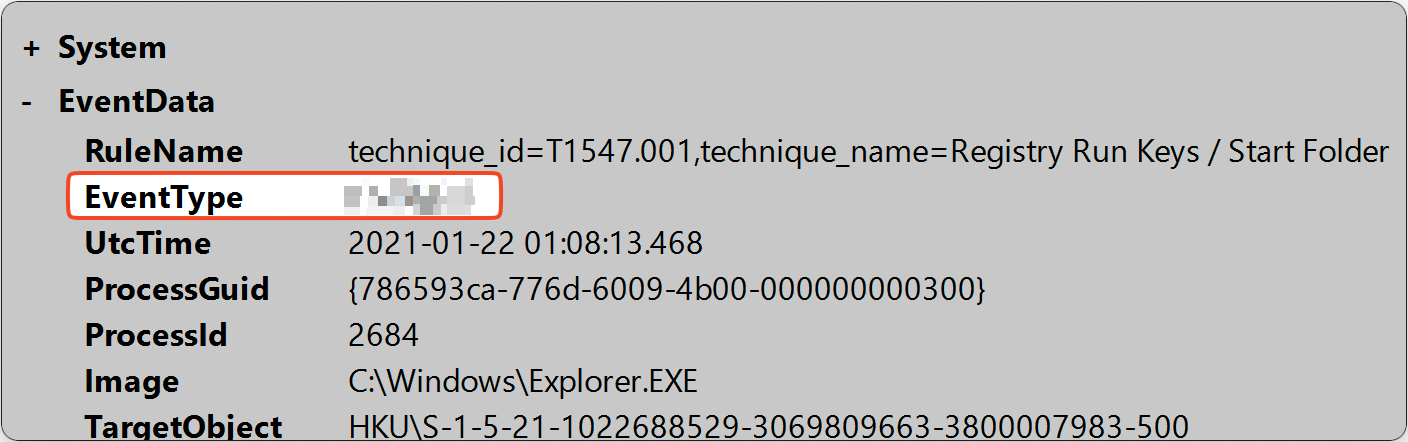 + System
- EventData
RuleName technique_id=T1547.001,technique_name=Registry Run Keys / Start Folder
EventType
UtcTime 2021-01-22 01:08:13.468
ProcessGuid {786593ca-776d-6009-4b00-000000000300}
ProcessId 2684
Image C:\Windows\Explorer.EXE
TargetObject HKU\S-1-5-21-1022688529-3069809663-3800007983-500